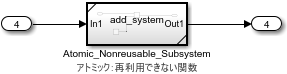 4
In1
add_system
Out1
4
Atomic_Nonreusable_Subsystem
アトミック: 再利用できない関数